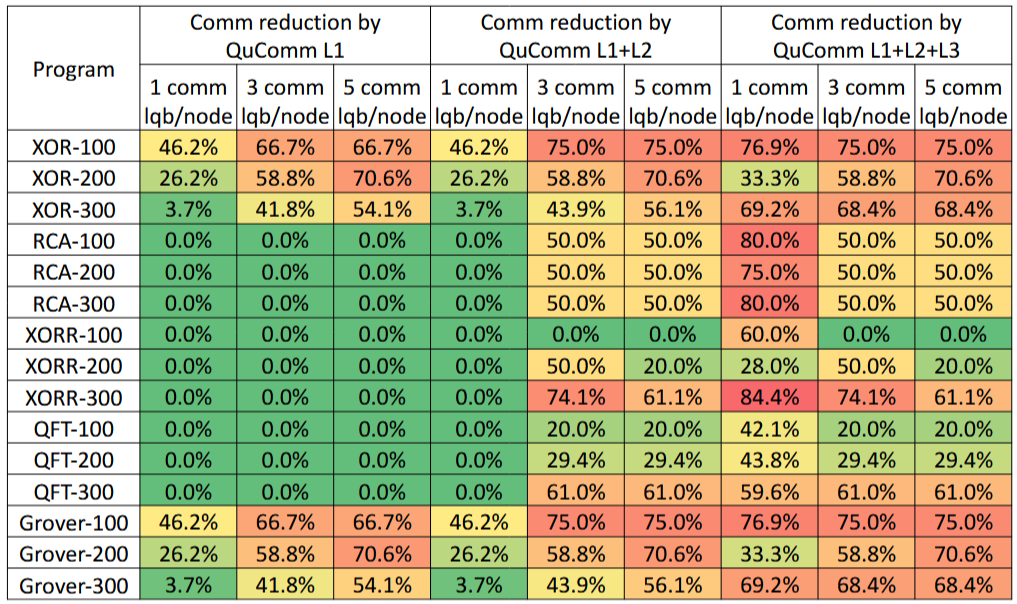 Program
Comm reduction by
QuComm L1
Comm reduction by
QuComm L1+L2
Comm reduction by
QuComm L1+L2+L3
1 comm 3 comm 5 comm 1 comm 3 comm 5 comm 1 comm 3 comm 5 comm
lqb/node lqb/node lqb/node lqb/node lqb/node lqb/node lqb/node lqb/node lqb/node
XOR-100 46.2% 66.7% 66.7% 46.2% 75.0% 75.0% 76.9% 75.0% 75.0%
XOR-200 26.2% 58.8% 70.6% 26.2% 58.8% 70.6% 33.3% 58.8% 70.6%
XOR-300 3.7% 41.8% 54.1% 3.7% 43.9% 56.1% 69.2% 68.4% 68.4%
RCA-100 0.0% 0.0% 0.0% 0.0% 50.0% 50.0% 80.0% 50.0% 50.0%
RCA-200 0.0% 0.0% 0.0% 0.0% 50.0% 50.0% 75.0% 50.0% 50.0%
RCA-300 0.0% 0.0% 0.0% 0.0% 50.0% 50.0% 80.0% 50.0% 50.0%
XORR-100 0.0% 0.0% 0.0% 0.0% 0.0% 0.0% 60.0% 0.0% 0.0%
XORR-200 0.0% 0.0% 0.0% 0.0% 50.0% 20.0% 28.0% 50.0% 20.0%
XORR-300 0.0% 0.0% 0.0% 0.0% 74.1% 61.1% 84.4% 74.1% 61.1%
QFT-100 0.0% 0.0% 0.0% 0.0% 20.0% 20.0% 42.1% 20.0% 20.0%
QFT-200 0.0% 0.0% 0.0% 0.0% 29.4% 29.4% 43.8% 29.4% 29.4%
QFT-300 0.0% 0.0% 0.0% 0.0% 61.0% 61.0% 59.6% 61.0% 61.0%
Grover-100 46.2% 66.7% 66.7% 46.2% 75.0% 75.0% 76.9% 75.0% 75.0%
Grover-200 26.2% 58.8% 70.6% 26.2% 58.8% 70.6% 33.3% 58.8% 70.6%
Grover-300 3.7% 41.8% 54.1% 3.7% 43.9% 56.1% 69.2% 68.4% 68.4%